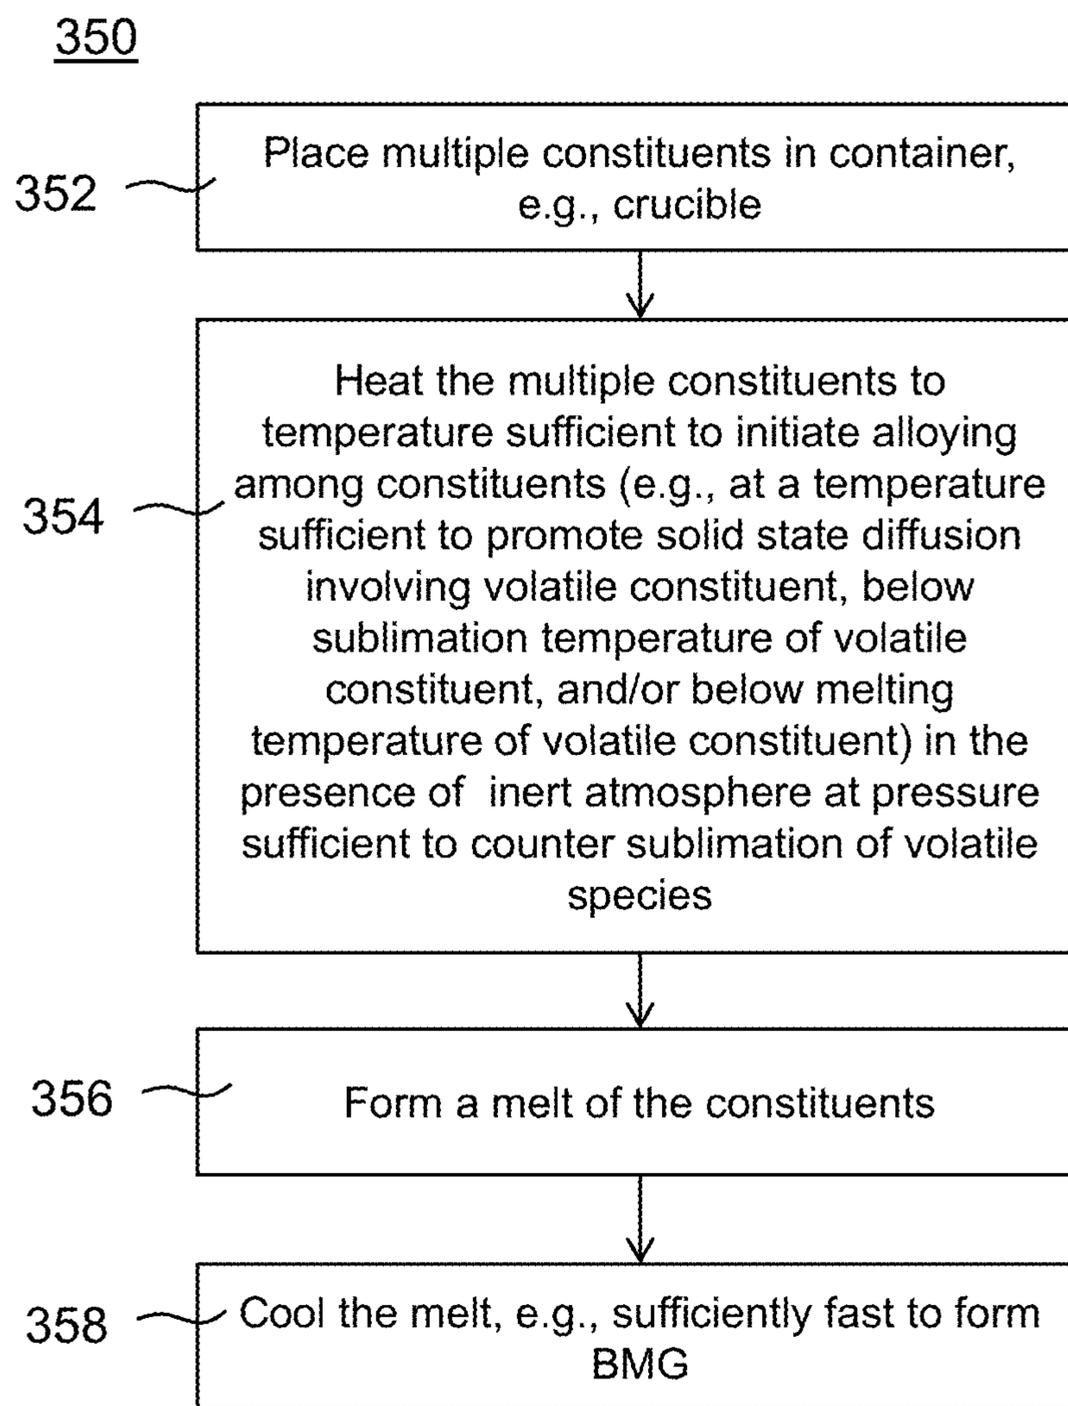 350
352
Place multiple constituents in container,
e.g., crucible
354
Heat the multiple constituents to
temperature sufficient to initiate alloying
among constituents (e.g., at a temperature
sufficient to promote solid state diffusion
involving volatile constituent, below
sublimation temperature of volatile
constituent, and/or below melting
temperature of volatile constituent) in the
presence of  inert atmosphere at pressure
sufficient to counter sublimation of volatile
species
356
Form a melt of the constituents
358
Cool the melt, e.g., sufficiently fast to form
BMG